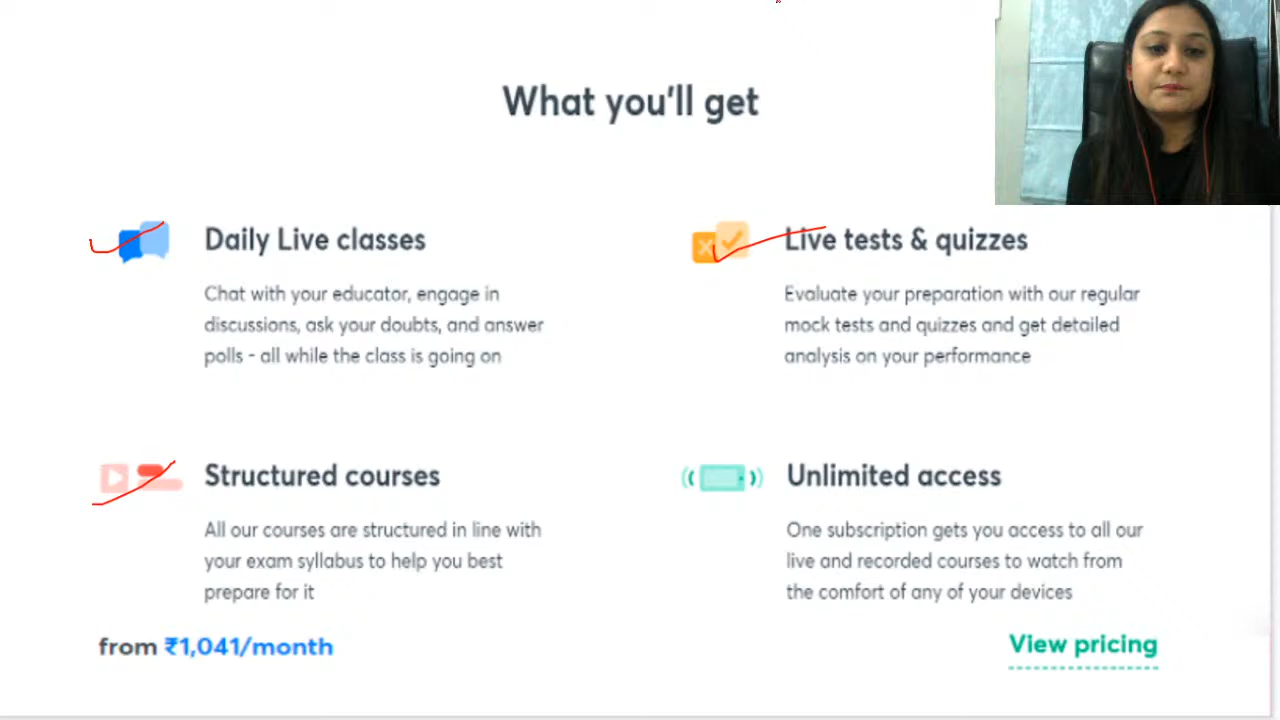 What you'll get
Daily Live classes
Chat with your educator, engage in
discussions, ask your doubts, and answer
polls - all while the class is going on
Live tests & quizzes
Evaluate your preparation with our regular
mock tests and quizzes and get detailed
analysis on your performance
Structured courses
All our courses are structured in line with
your exam syllabus to help you best
prepare for it
Unlimited access
One subscription gets you access to all our
live and recorded courses to watch from
the comfort of any of your devices
from ₹1,041/month
View pricing